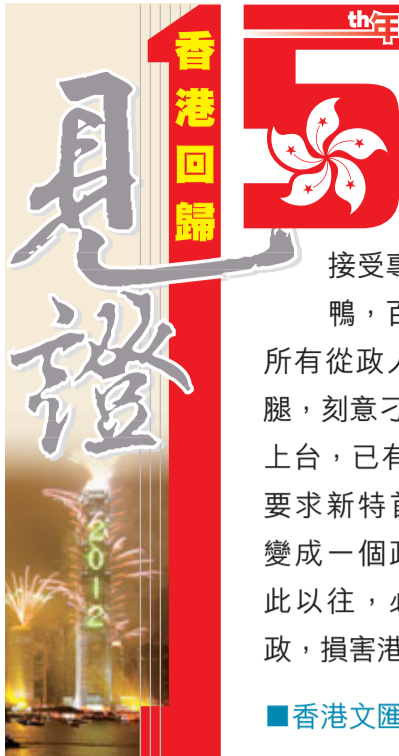 香港回歸
15th年
見證
2012
接受專
鴨，百
所有從政人
腿，刻意刁
上台，已有
要求新特首
變成一個政
此以往，必
政，損害港
■香港文匯